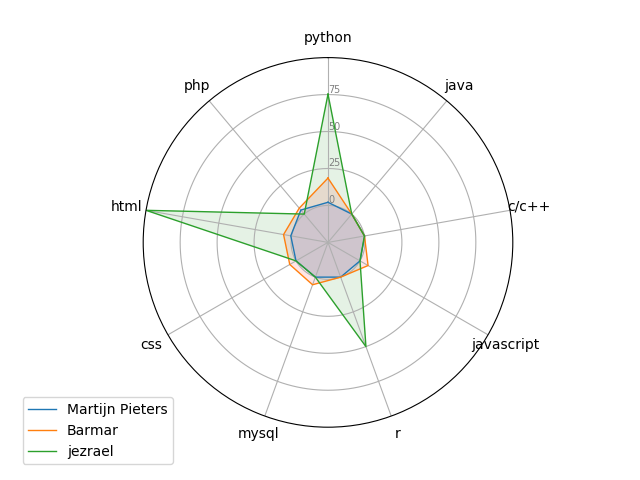 python
php
java
75
50
25
0
html
c/c++
css
javascript
mysql
r
Martijn Pieters
Barmar
jezrael